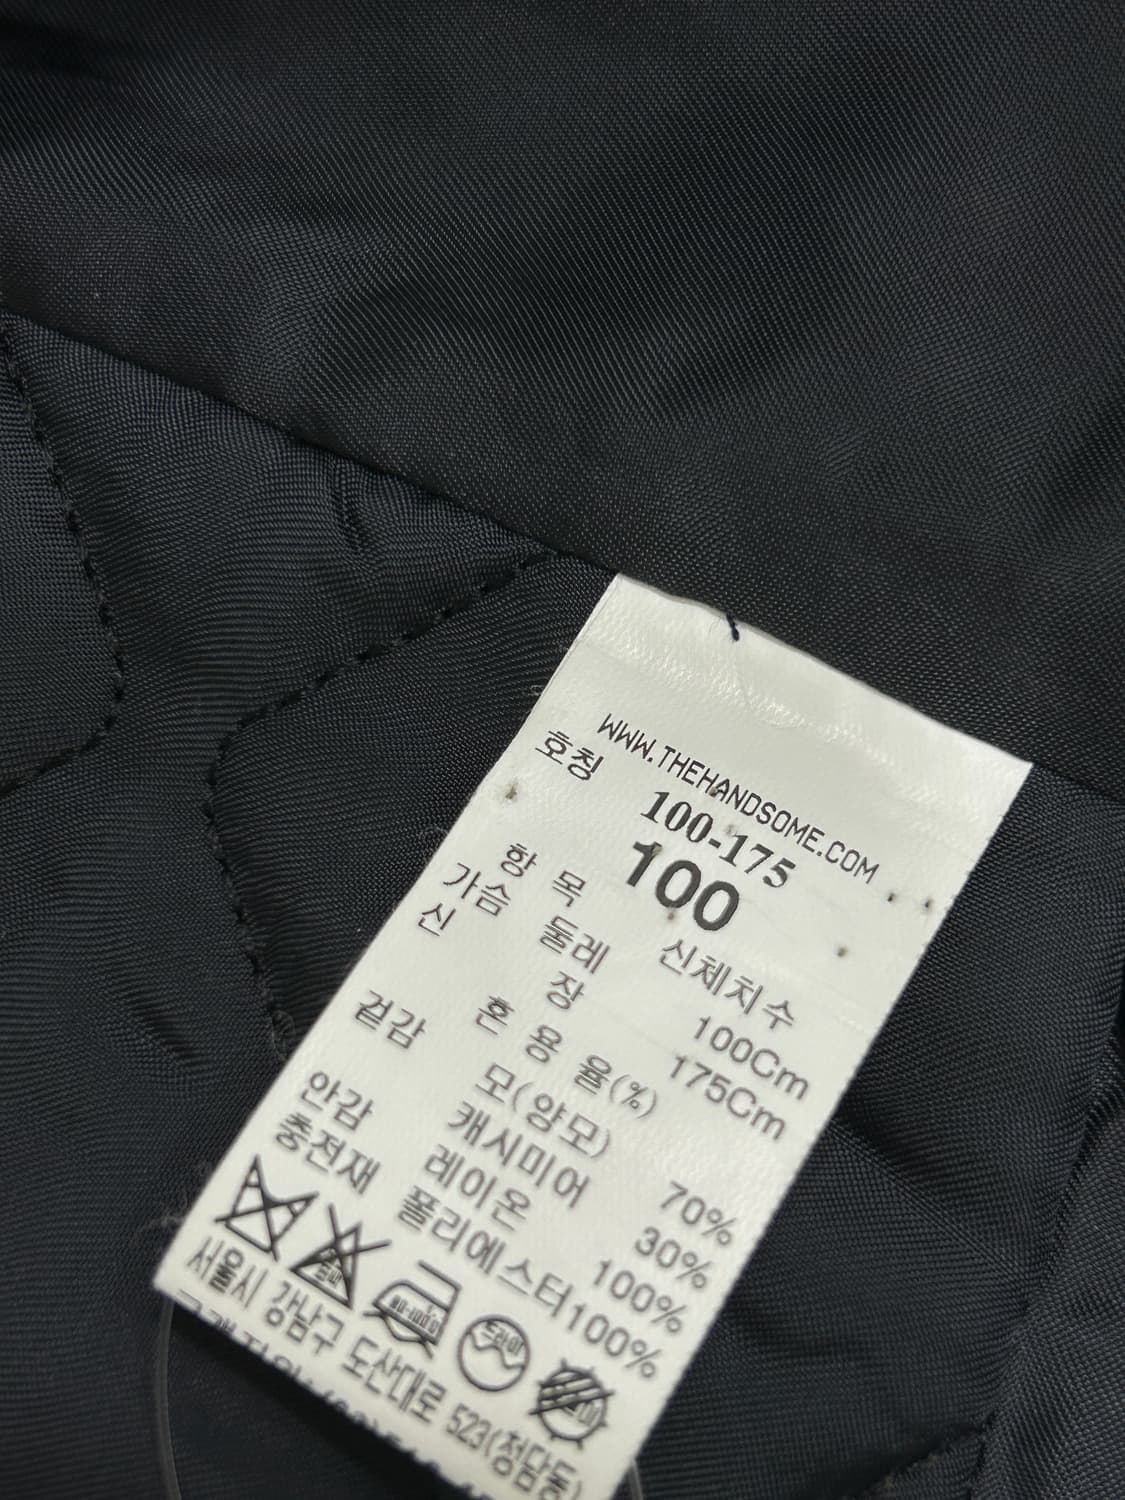 WWW.THEHANDSOME.COM
호칭 100-175
100
항 목 신체치수
가슴 둘레 100Cm
신 장 175Cm
혼 용 율(%)
겉감 모(양모) 70%
캐시미어 30%
안감 레이온 100%
충전재 폴리에스터 100%
드라이
서울시 강남구 도산대로 523(청담동)